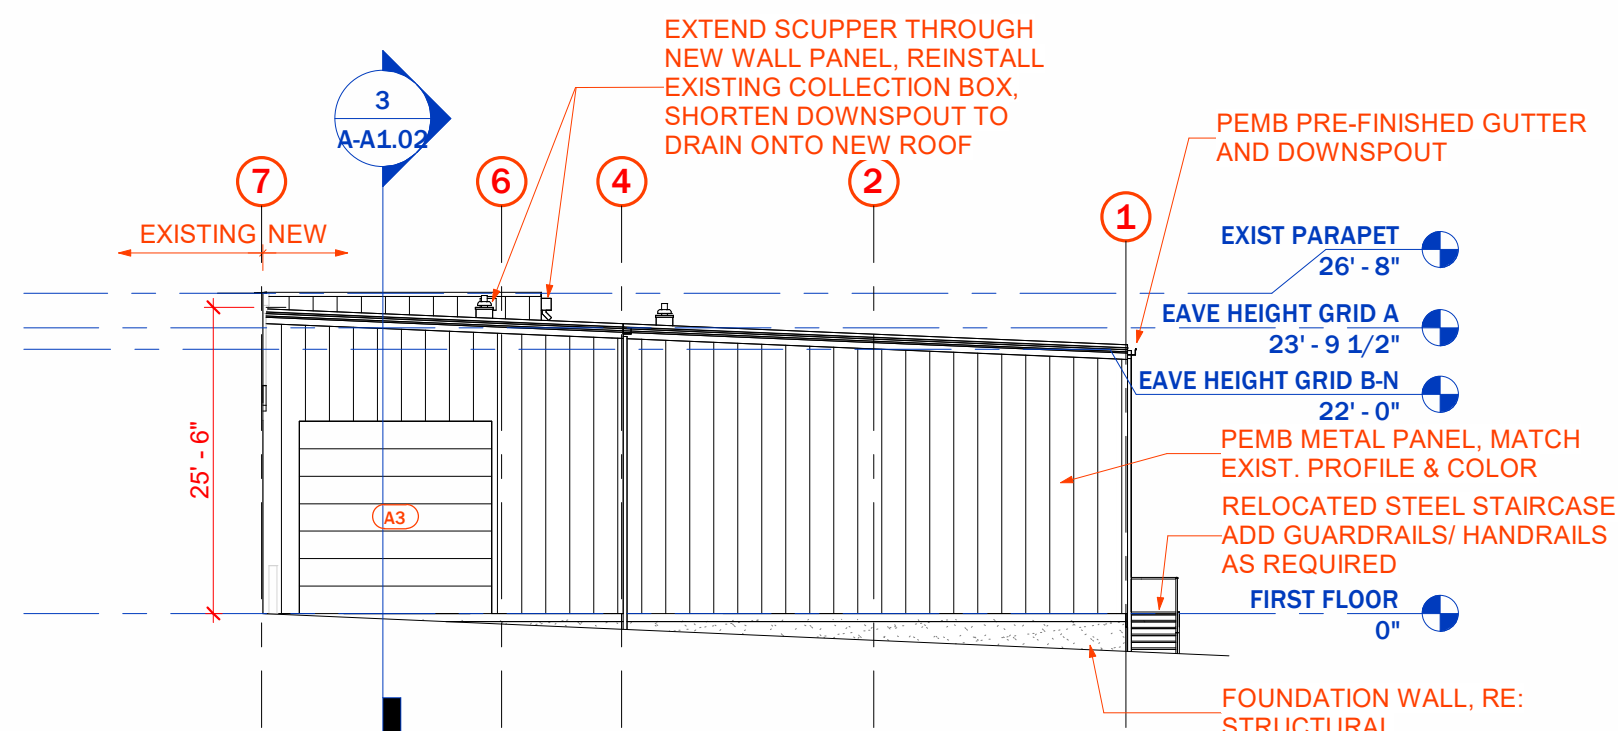 EXTEND SCUPPER THROUGH
NEW WALL PANEL, REINSTALL
EXISTING COLLECTION BOX,
SHORTEN DOWNSPOUT TO
DRAIN ONTO NEW ROOF
3
A-A1.02
PEMB PRE-FINISHED GUTTER
AND DOWNSPOUT
7
6
4
2
1
EXISTING NEW
EXIST PARAPET
26' - 8"
EAVE HEIGHT GRID A
23' - 9 1/2"
EAVE HEIGHT GRID B-N
22' - 0"
25' - 6"
A3
PEMB METAL PANEL, MATCH
EXIST. PROFILE & COLOR
RELOCATED STEEL STAIRCASE
ADD GUARDRAILS/ HANDRAILS
AS REQUIRED
FIRST FLOOR
0"
FOUNDATION WALL, RE:
STRUCTURAL